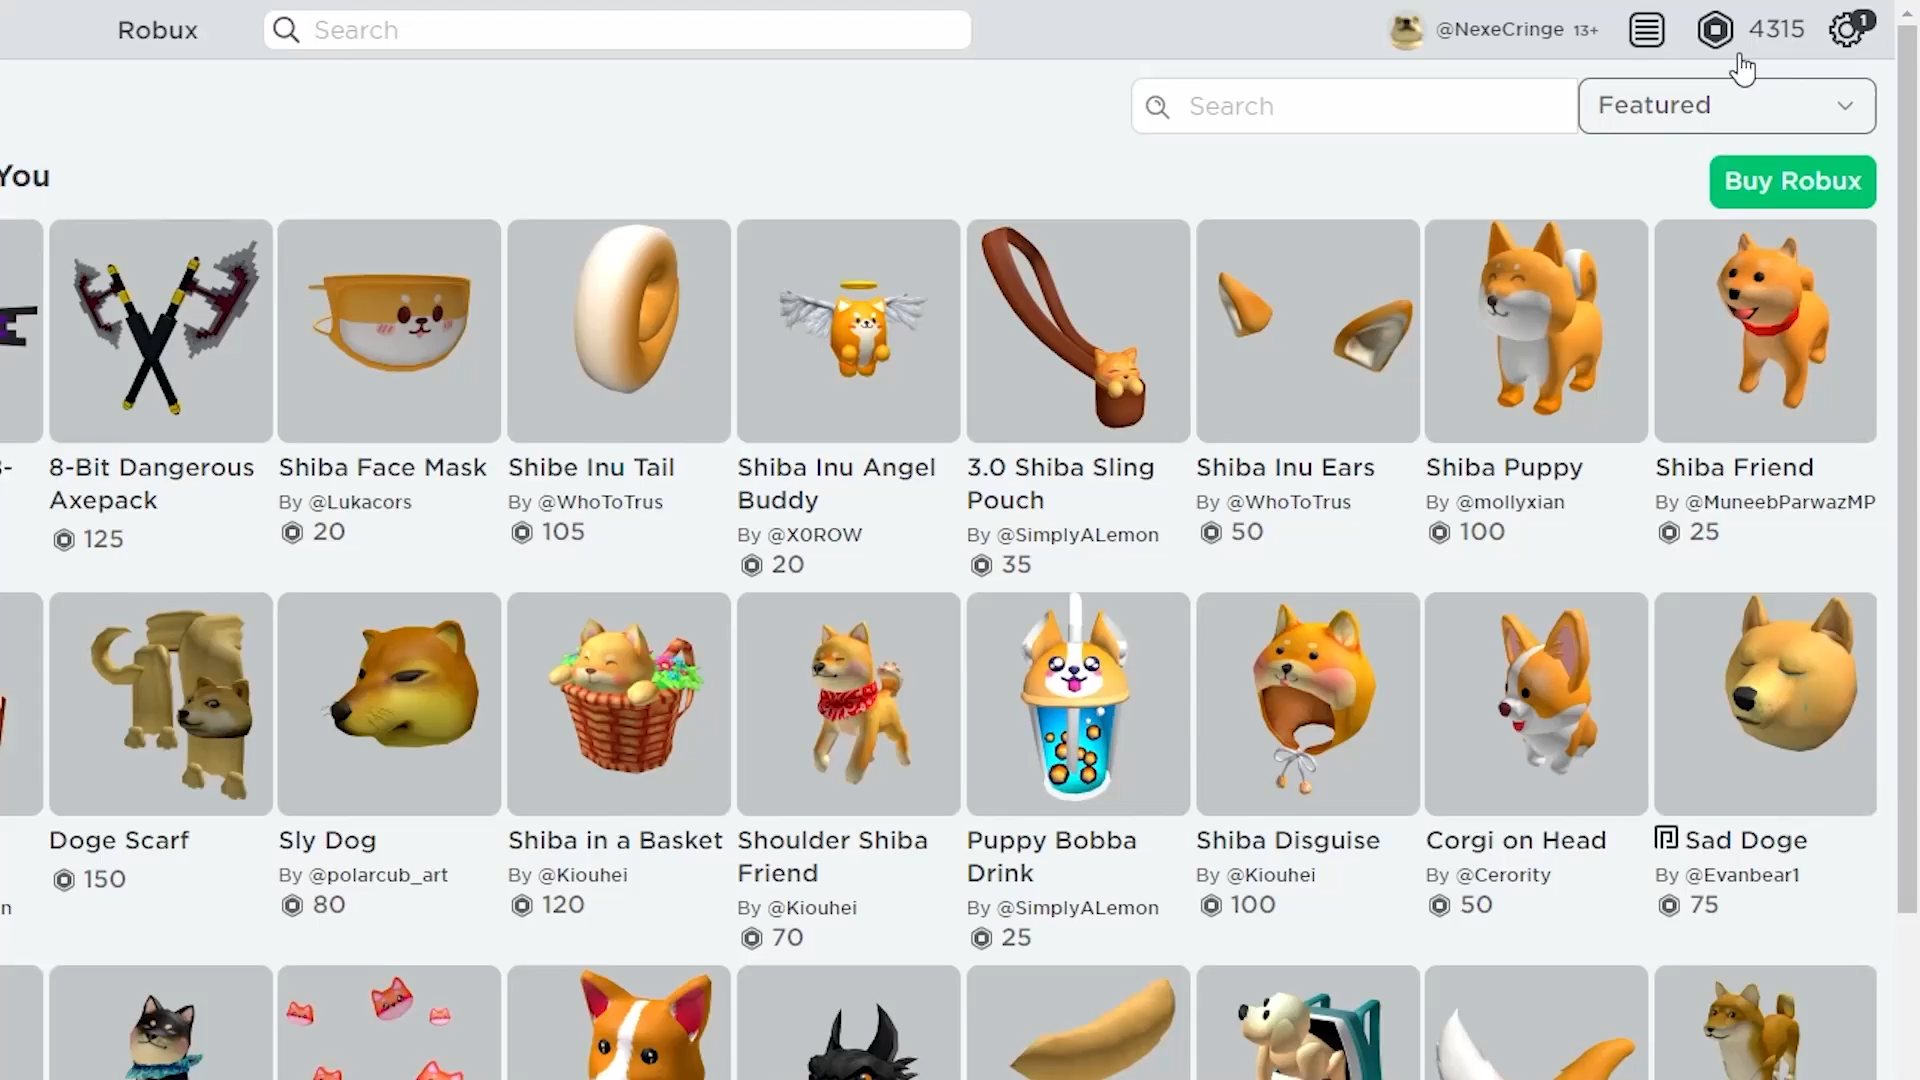 Robux
Search
@NexeCringe 13+
4315
1
Search
Featured
You
Buy Robux
8-Bit Dangerous
Axepack
125
Shiba Face Mask
By @Lukacors
20
Shibe Inu Tail
By @WhoToTrus
105
Shiba Inu Angel
Buddy
By @X0ROW
20
3.0 Shiba Sling
Pouch
By @SimplyALemon
35
Shiba Inu Ears
By @WhoToTrus
50
Shiba Puppy
By @mollyxian
100
Shiba Friend
By @MuneebParwazMP
25
Doge Scarf
150
Sly Dog
By @polarcub_art
80
Shiba in a Basket
By @Kiouhei
120
Shoulder Shiba
Friend
By @Kiouhei
70
Puppy Bobba
Drink
By @SimplyALemon
25
Shiba Disguise
By @Kiouhei
100
Corgi on Head
By @Cerority
50
Sad Doge
By @Evanbear1
75